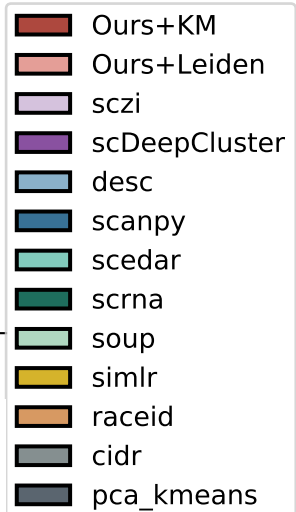 Ours+KM
Ours+Leiden
sczi
scDeepCluster
desc
scanpy
scedar
scrna
soup
simlr
raceid
cidr
pca_kmeans